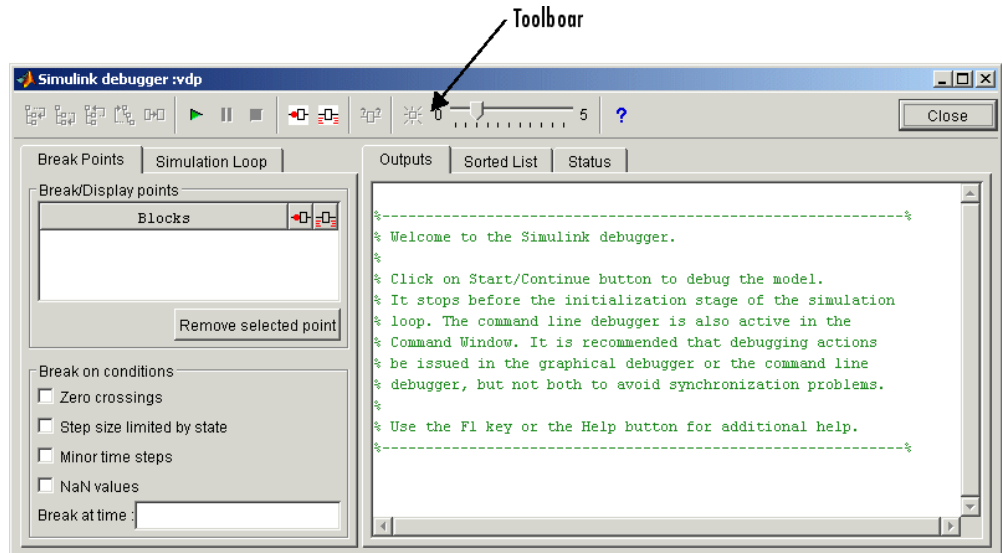 Toolboar
Simulink debugger :vdp
0 5 ? Close
Break Points Simulation Loop
Break/Display points
Blocks
Remove selected point
Break on conditions
Zero crossings
Step size limited by state
Minor time steps
NaN values
Break at time :
Outputs Sorted List Status
%------------------------------------------------------------%
% Welcome to the Simulink debugger.
%
% Click on Start/Continue button to debug the model.
% It stops before the initialization stage of the simulation
% loop. The command line debugger is also active in the
% Command Window. It is recommended that debugging actions
% be issued in the graphical debugger or the command line
% debugger, but not both to avoid synchronization problems.
%
% Use the F1 key or the Help button for additional help.
%------------------------------------------------------------%